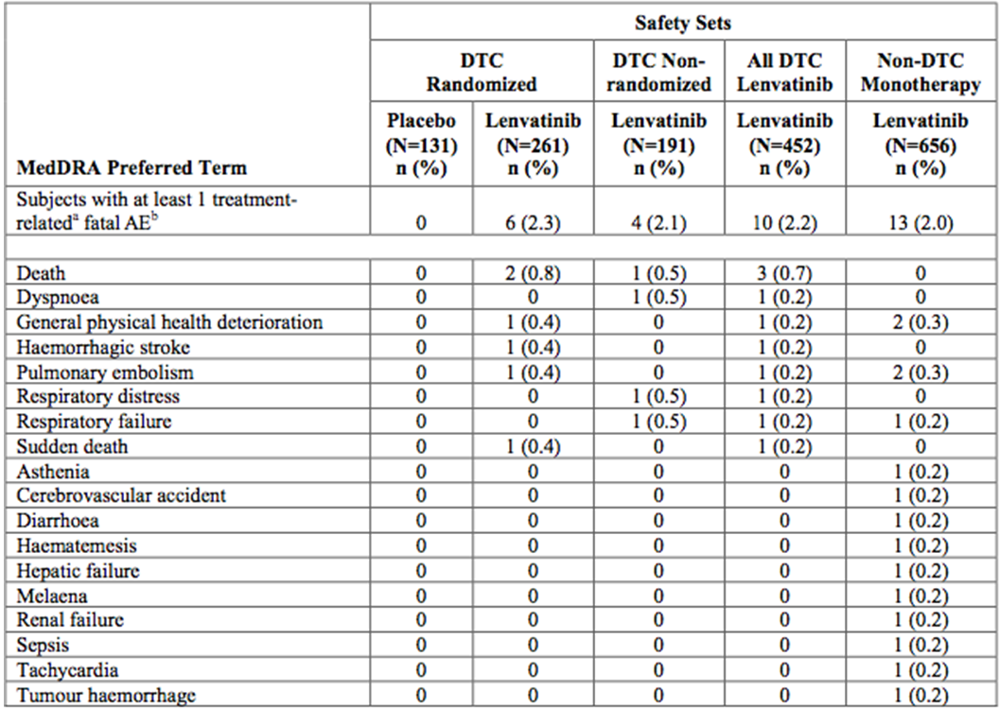 Safety Sets
DTC Randomized DTC Non-randomized All DTC Lenvatinib Non-DTC Monotherapy
MedDRA Preferred Term Placebo (N=131) n (%) Lenvatinib (N=261) n (%) Lenvatinib (N=191) n (%) Lenvatinib (N=452) n (%) Lenvatinib (N=656) n (%)
Subjects with at least 1 treatment-
relatedᵃ fatal AEᵇ 0 6 (2.3) 4 (2.1) 10 (2.2) 13 (2.0)
Death 0 2 (0.8) 1 (0.5) 3 (0.7) 0
Dyspnoea 0 0 1 (0.5) 1 (0.2) 0
General physical health deterioration 0 1 (0.4) 0 1 (0.2) 2 (0.3)
Haemorrhagic stroke 0 1 (0.4) 0 1 (0.2) 0
Pulmonary embolism 0 1 (0.4) 0 1 (0.2) 2 (0.3)
Respiratory distress 0 0 1 (0.5) 1 (0.2) 0
Respiratory failure 0 0 1 (0.5) 1 (0.2) 1 (0.2)
Sudden death 0 1 (0.4) 0 1 (0.2) 0
Asthenia 0 0 0 0 1 (0.2)
Cerebrovascular accident 0 0 0 0 1 (0.2)
Diarrhoea 0 0 0 0 1 (0.2)
Haematemesis 0 0 0 0 1 (0.2)
Hepatic failure 0 0 0 0 1 (0.2)
Melaena 0 0 0 0 1 (0.2)
Renal failure 0 0 0 0 1 (0.2)
Sepsis 0 0 0 0 1 (0.2)
Tachycardia 0 0 0 0 1 (0.2)
Tumour haemorrhage 0 0 0 0 1 (0.2)